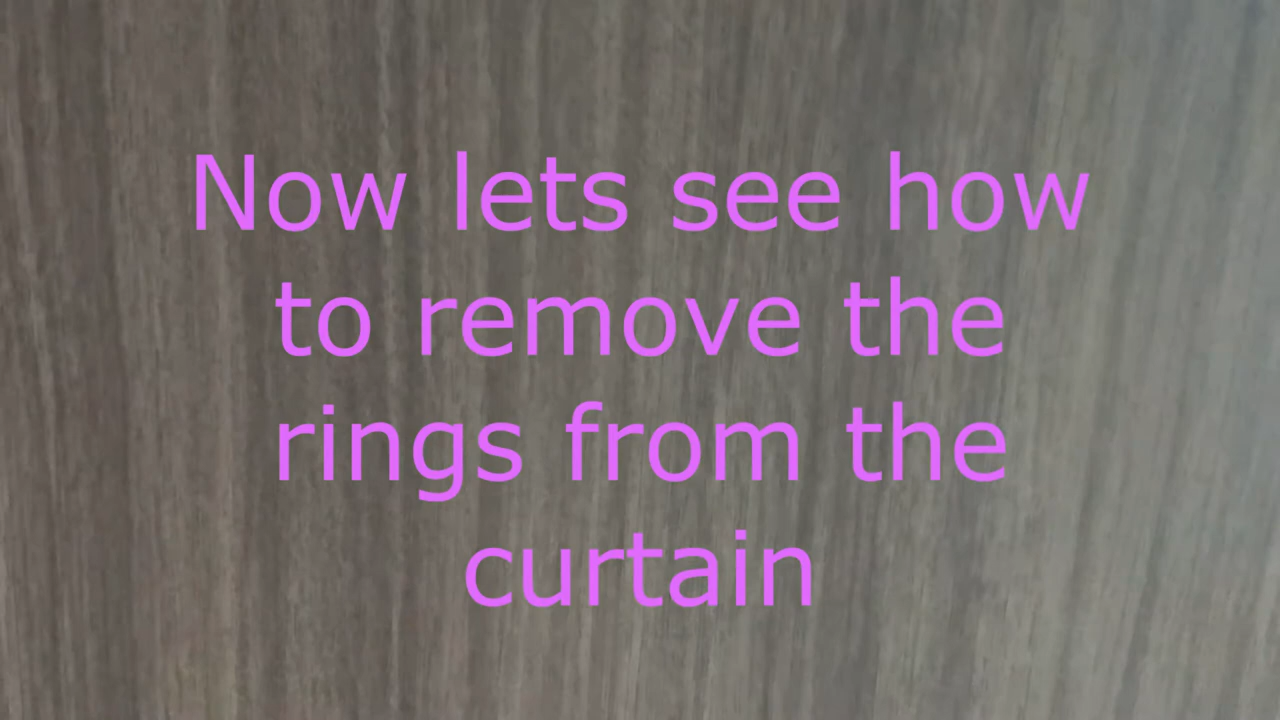 Now lets see how
to remove the
rings from the
curtain